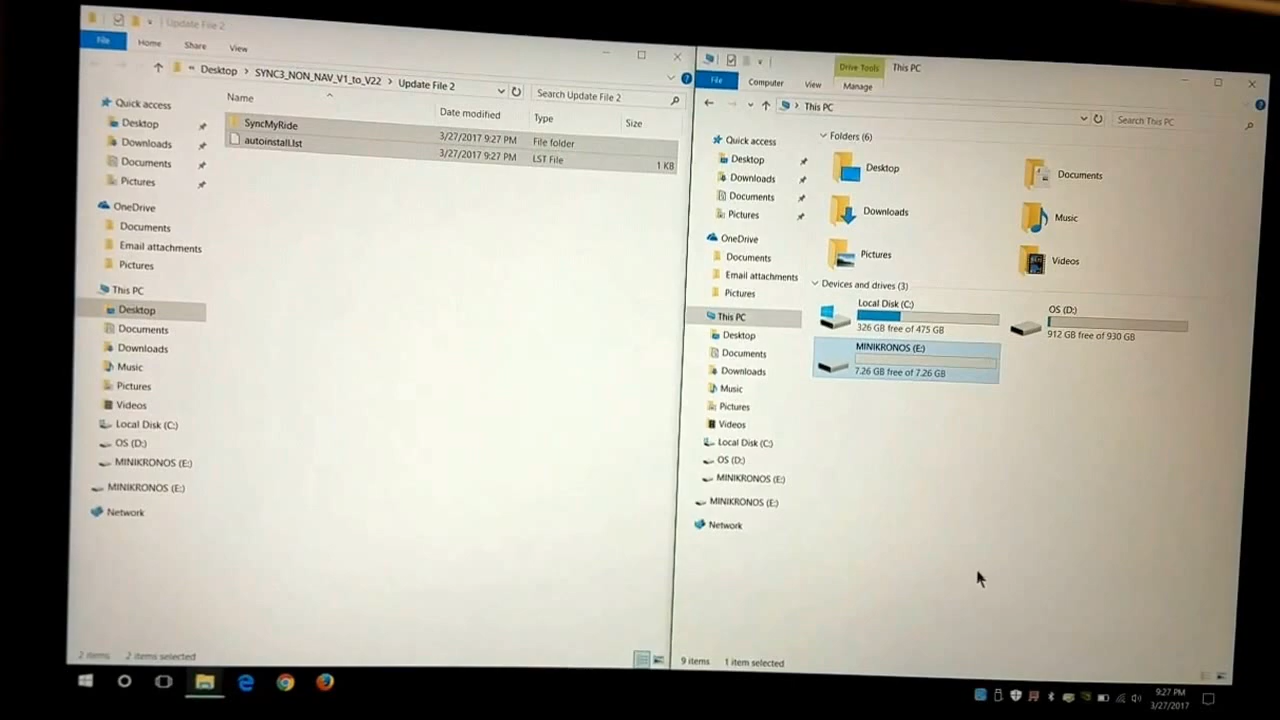 Update File 2
File Home Share View
« Desktop > SYNC3_NON_NAV_V1_to_V22 > Update File 2
Search Update File 2
Name Date modified Type Size
SyncMyRide 3/27/2017 9:27 PM File folder
autoinstall.lst 3/27/2017 9:27 PM LST File 1 KB
Quick access
Desktop
Downloads
Documents
Pictures
OneDrive
Documents
Email attachments
Pictures
This PC
Desktop
Documents
Downloads
Music
Pictures
Videos
Local Disk (C:)
OS (D:)
MINIKRONOS (E:)
MINIKRONOS (E:)
Network
2 items 2 items selected
Drive Tools This PC
File Computer View Manage
> This PC
Search This PC
Quick access
Desktop
Downloads
Documents
Pictures
OneDrive
Documents
Email attachments
Pictures
This PC
Desktop
Documents
Downloads
Music
Pictures
Videos
Local Disk (C:)
OS (D:)
MINIKRONOS (E:)
MINIKRONOS (E:)
Network
Folders (6)
Desktop Documents
Downloads Music
Pictures Videos
Devices and drives (3)
Local Disk (C:)
326 GB free of 475 GB
OS (D:)
912 GB free of 930 GB
MINIKRONOS (E:)
7.26 GB free of 7.26 GB
9 items 1 item selected
9:27 PM
3/27/2017